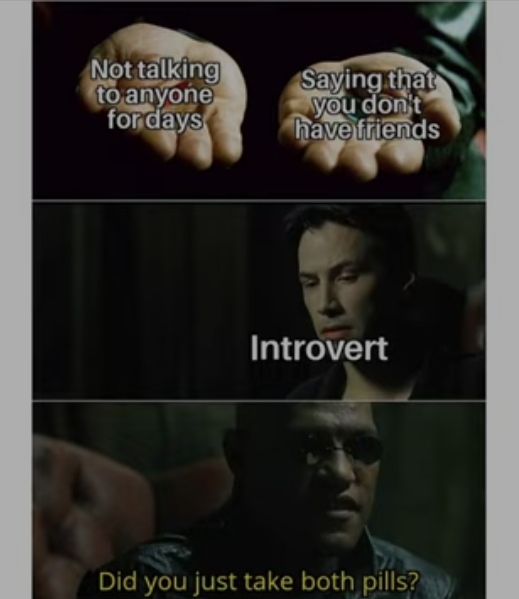 Not talking
to anyone
for days
Saying that
you don't
have friends
Introvert
Did you just take both pills?